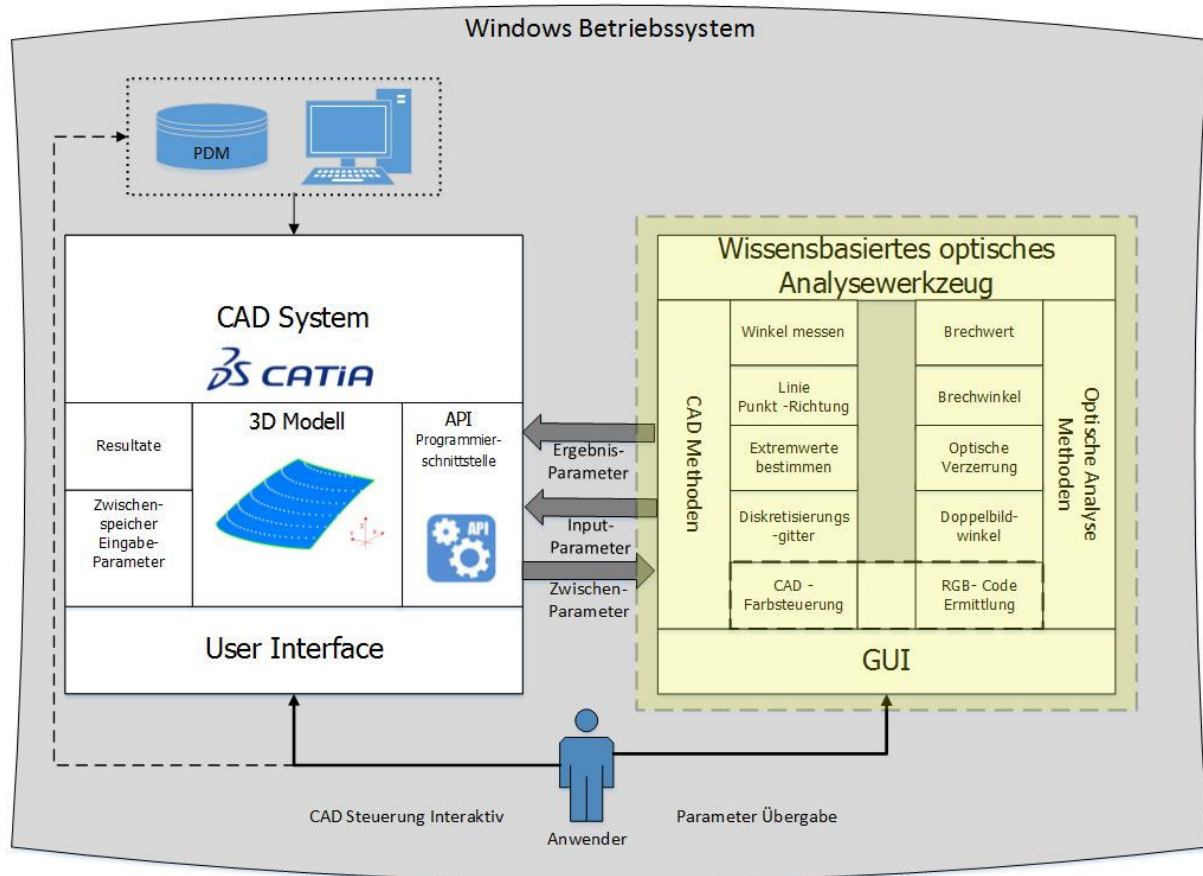 Windows Betriebssystem
PDM
CAD System
3DS CATIA
Resultate
Zwischen-
speicher
Eingabe-
Parameter
3D Modell
API
Programmier-
schnittstelle
API
User Interface
Ergebnis-
Parameter
Input-
Parameter
Zwischen-
Parameter
Wissensbasiertes optisches
Analysewerkzeug
CAD Methoden
Winkel messen
Linie
Punkt -Richtung
Extremwerte
bestimmen
Diskretisierungs
-gitter
CAD -
Farbsteuerung
Brechwert
Brechwinkel
Optische
Verzerrung
Doppelbild-
winkel
RGB- Code
Ermittlung
Optische Analyse
Methoden
GUI
CAD Steuerung Interaktiv
Anwender
Parameter Übergabe